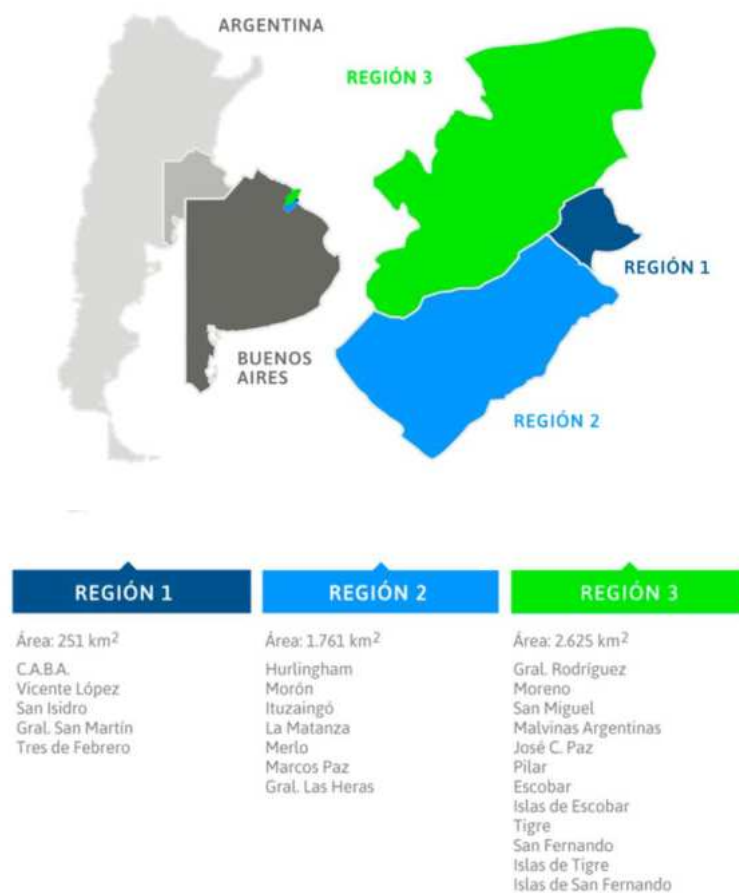 ARGENTINA
REGIÓN 3
REGIÓN 1
BUENOS
AIRES
REGIÓN 2
REGIÓN 1
Área: 251 km²
C.A.B.A.
Vicente López
San Isidro
Gral. San Martín
Tres de Febrero
REGIÓN 2
Área: 1.761 km²
Hurlingham
Morón
Ituzaingó
La Matanza
Merlo
Marcos Paz
Gral. Las Heras
REGIÓN 3
Área: 2.625 km²
Gral. Rodríguez
Moreno
San Miguel
Malvinas Argentinas
José C. Paz
Pilar
Escobar
Islas de Escobar
Tigre
San Fernando
Islas de Tigre
Islas de San Fernando